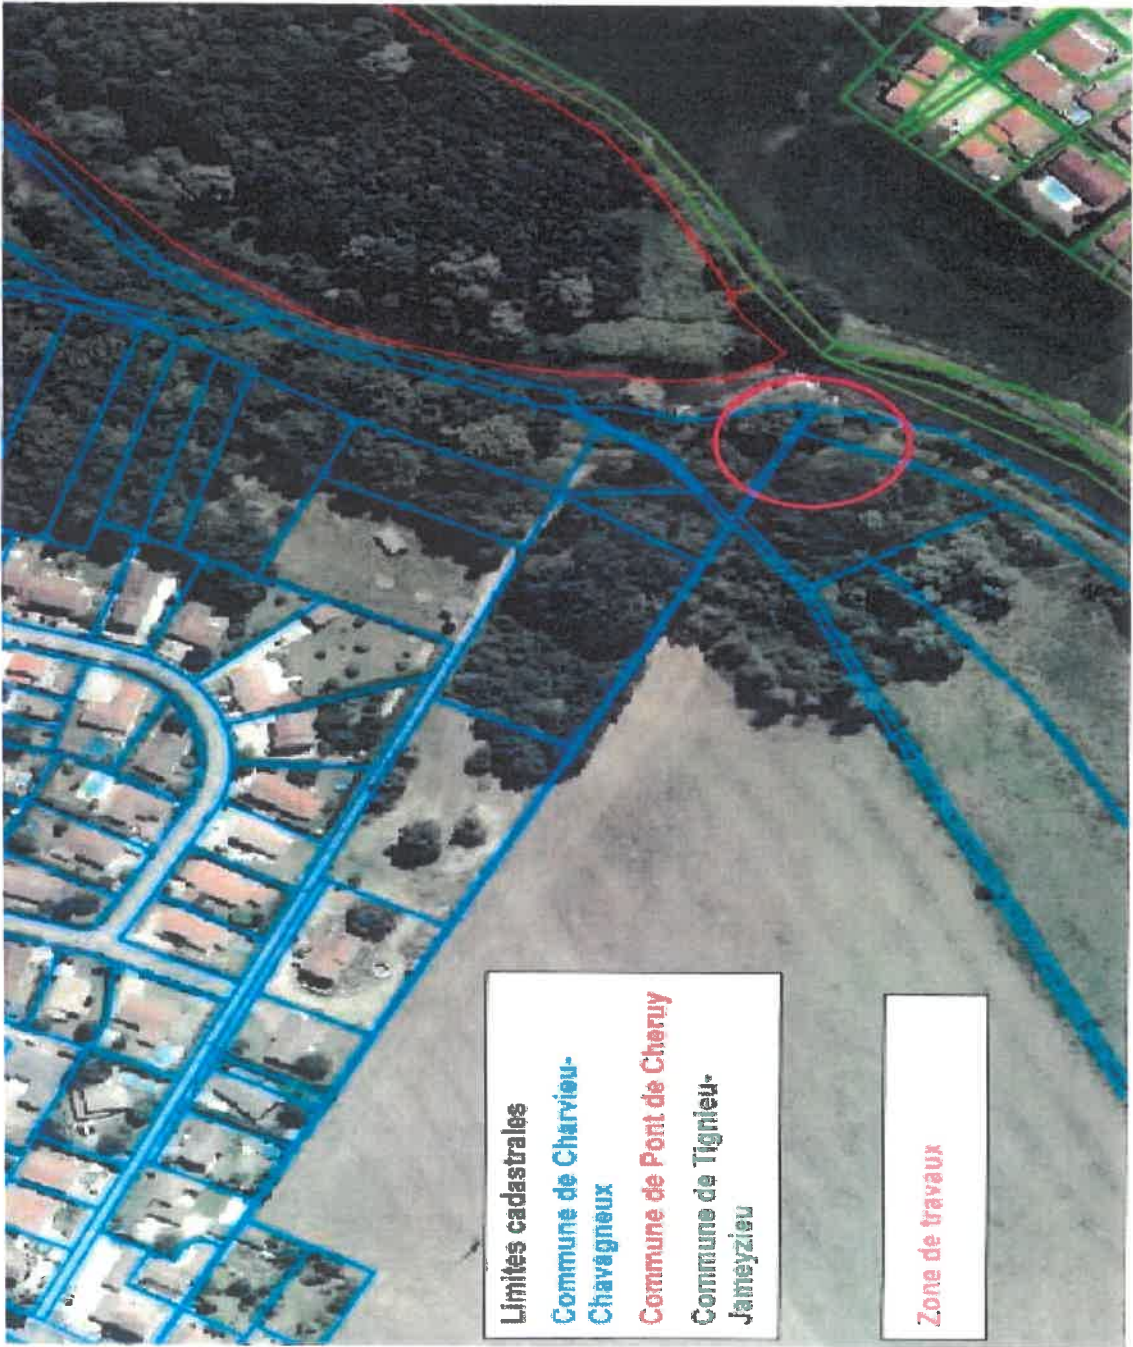 Limites cadastrales
Commune de Charvieu-
Chavagneux
Commune de Pont de Cheruy
Commune de Tignieu-
Jameyzieu
Zone de travaux